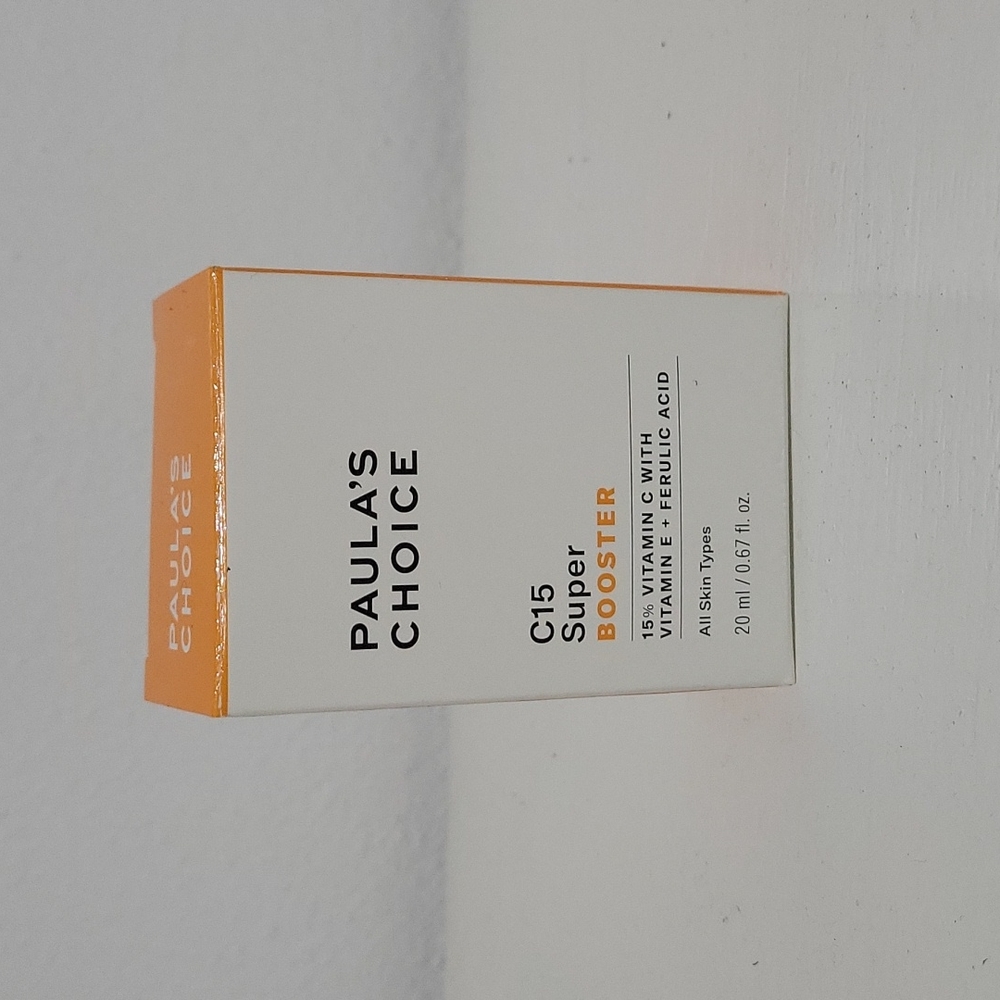 PAULA'S
CHOICE
PAULA'S
CHOICE
C15
Super
BOOSTER
15% VITAMIN C WITH
VITAMIN E + FERULIC ACID
All Skin Types
20 ml / 0.67 fl. oz.